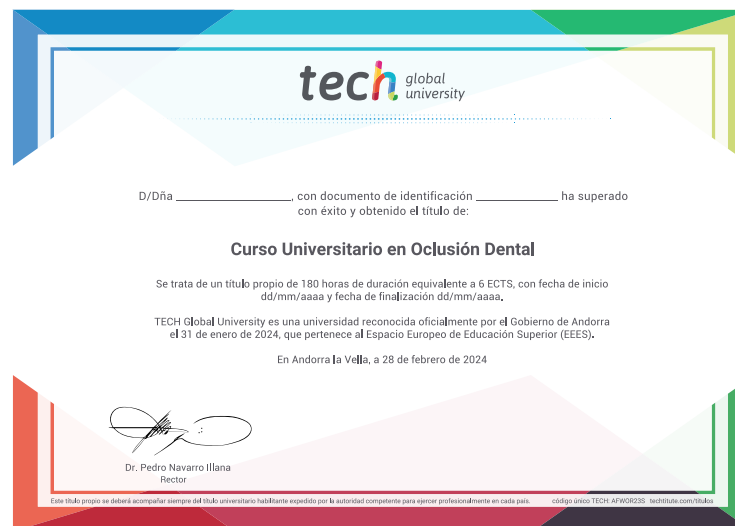 tech global university
D/Dña ____________________, con documento de identificación ______________ ha superado
con éxito y obtenido el título de:
Curso Universitario en Oclusión Dental
Se trata de un título propio de 180 horas de duración equivalente a 6 ECTS, con fecha de inicio
dd/mm/aaaa y fecha de finalización dd/mm/aaaa.
TECH Global University es una universidad reconocida oficialmente por el Gobierno de Andorra
el 31 de enero de 2024, que pertenece al Espacio Europeo de Educación Superior (EEES).
En Andorra la Vella, a 28 de febrero de 2024
Dr. Pedro Navarro Illana
Rector
Este título propio se deberá acompañar siempre del título universitario habilitante expedido por la autoridad competente para ejercer profesionalmente en cada país. código único TECH: AFWOR23S techtitute.com/titulos